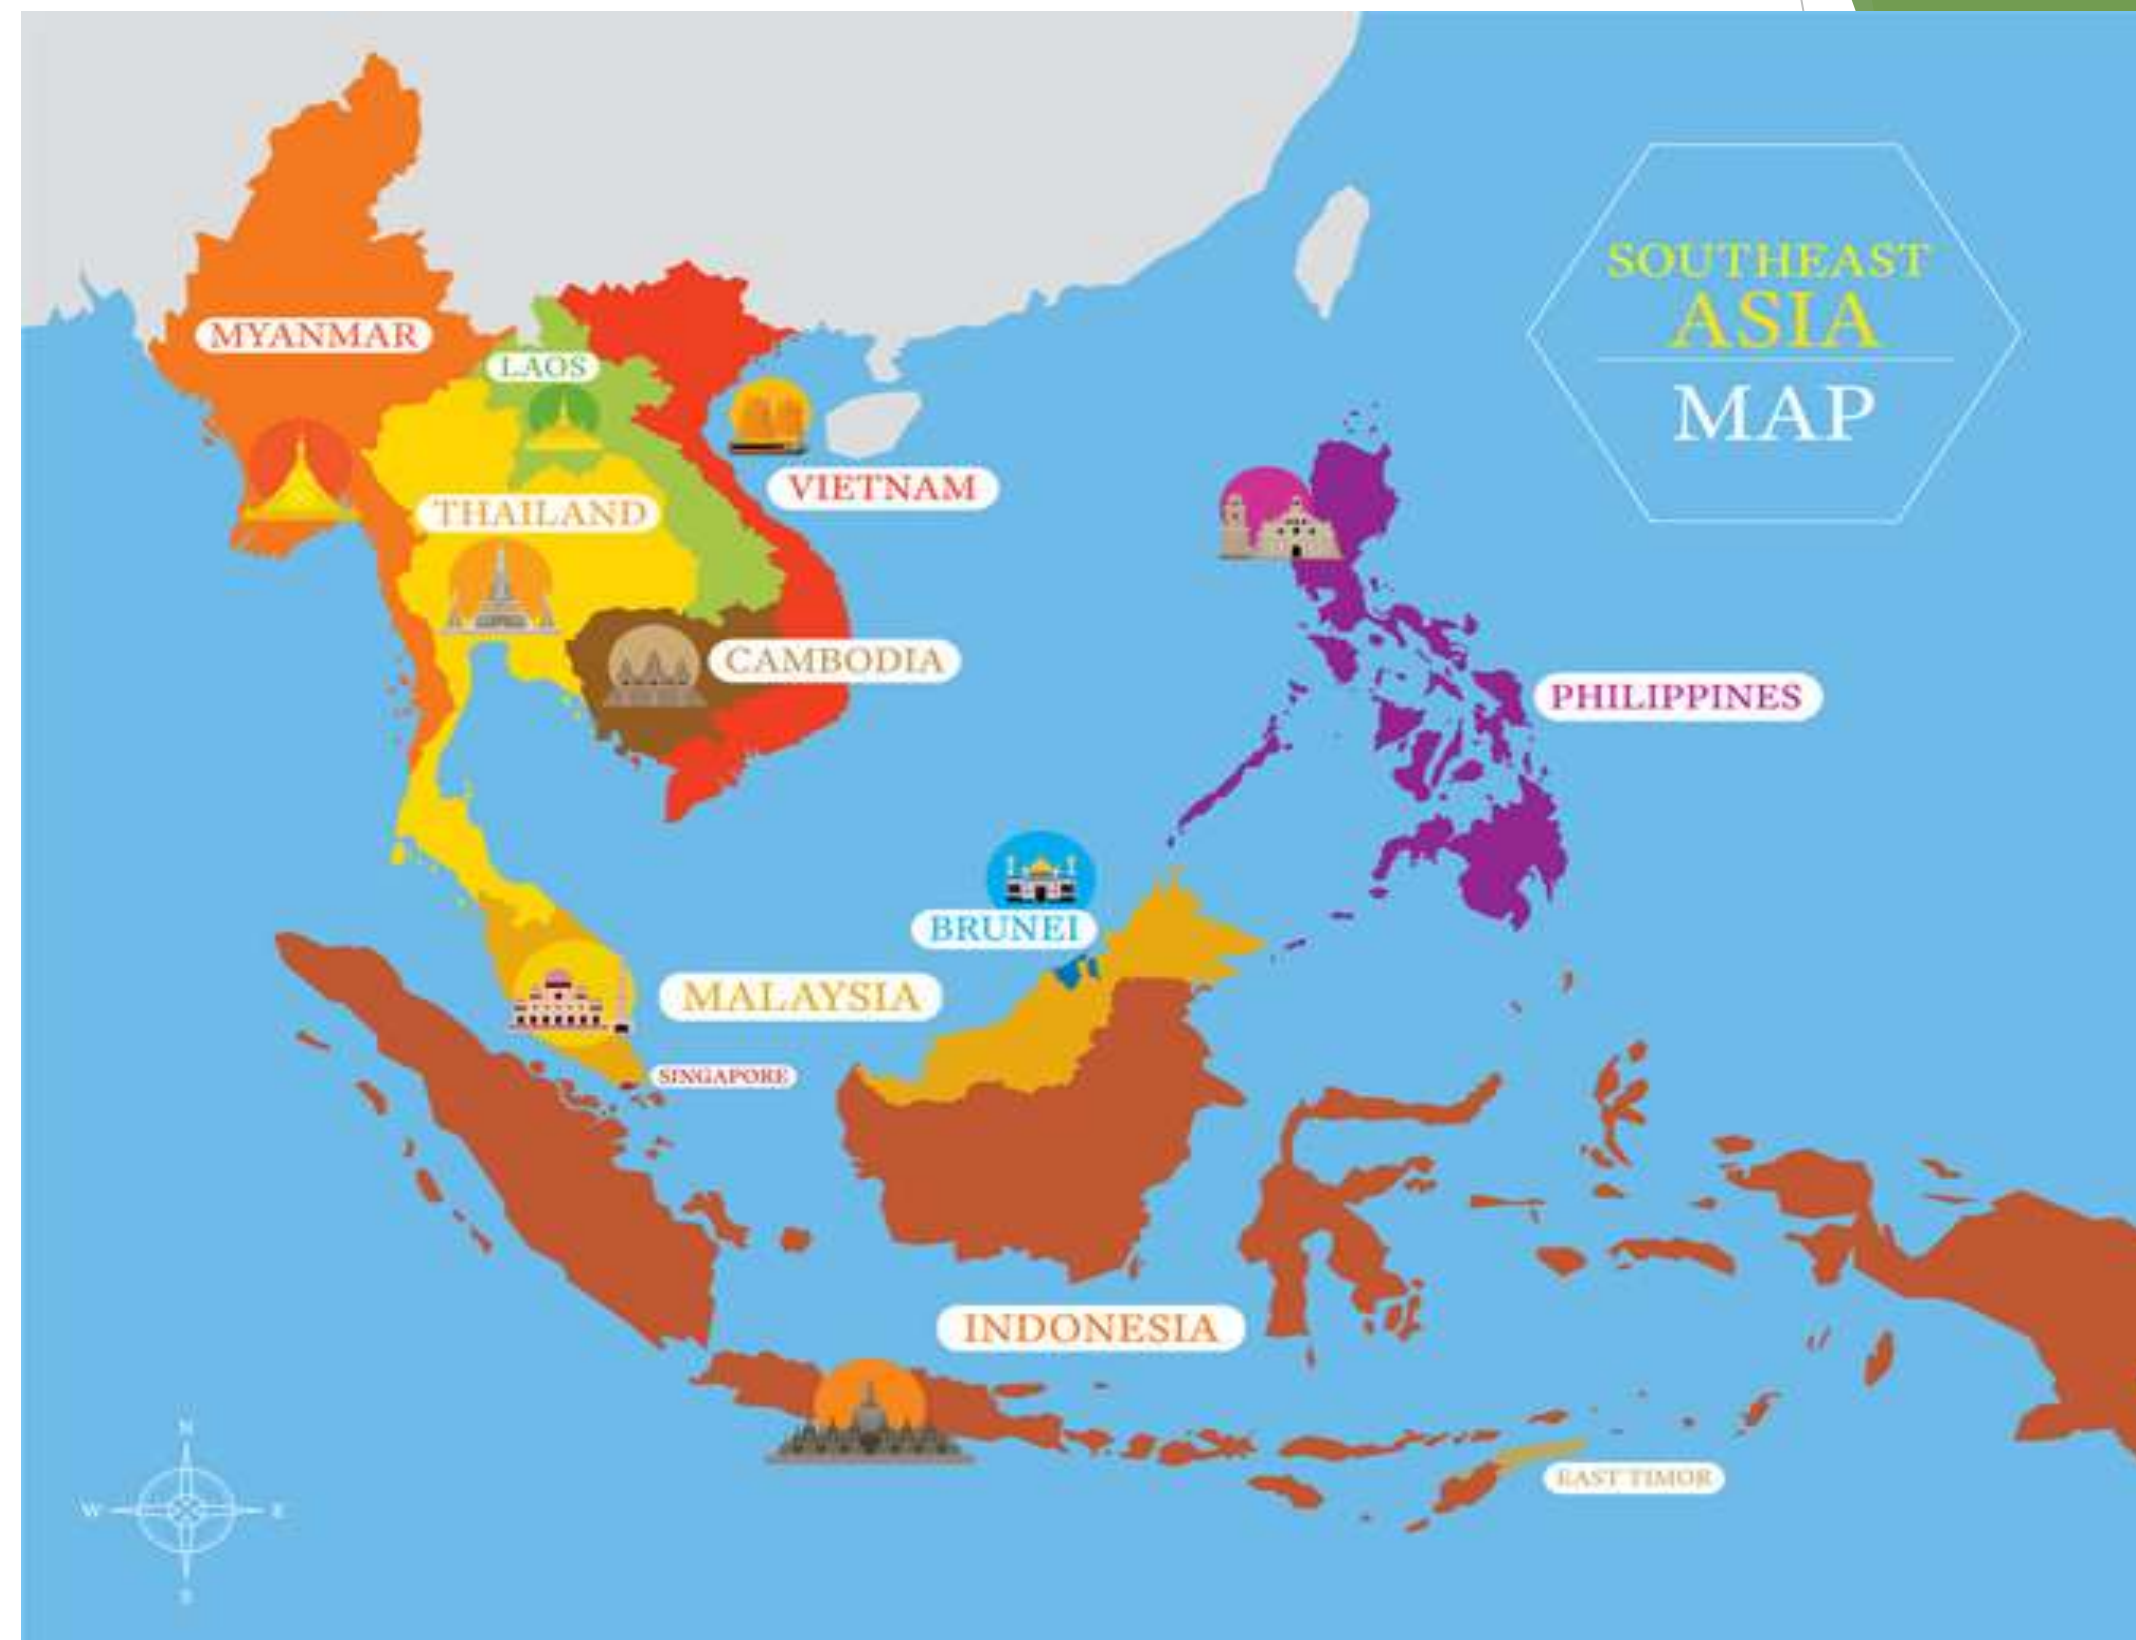 SOUTHEAST
ASIA
MAP
MYANMAR
LAOS
VIETNAM
THAILAND
CAMBODIA
PHILIPPINES
BRUNEI
MALAYSIA
SINGAPORE
INDONESIA
EAST TIMOR
N
W
E
S